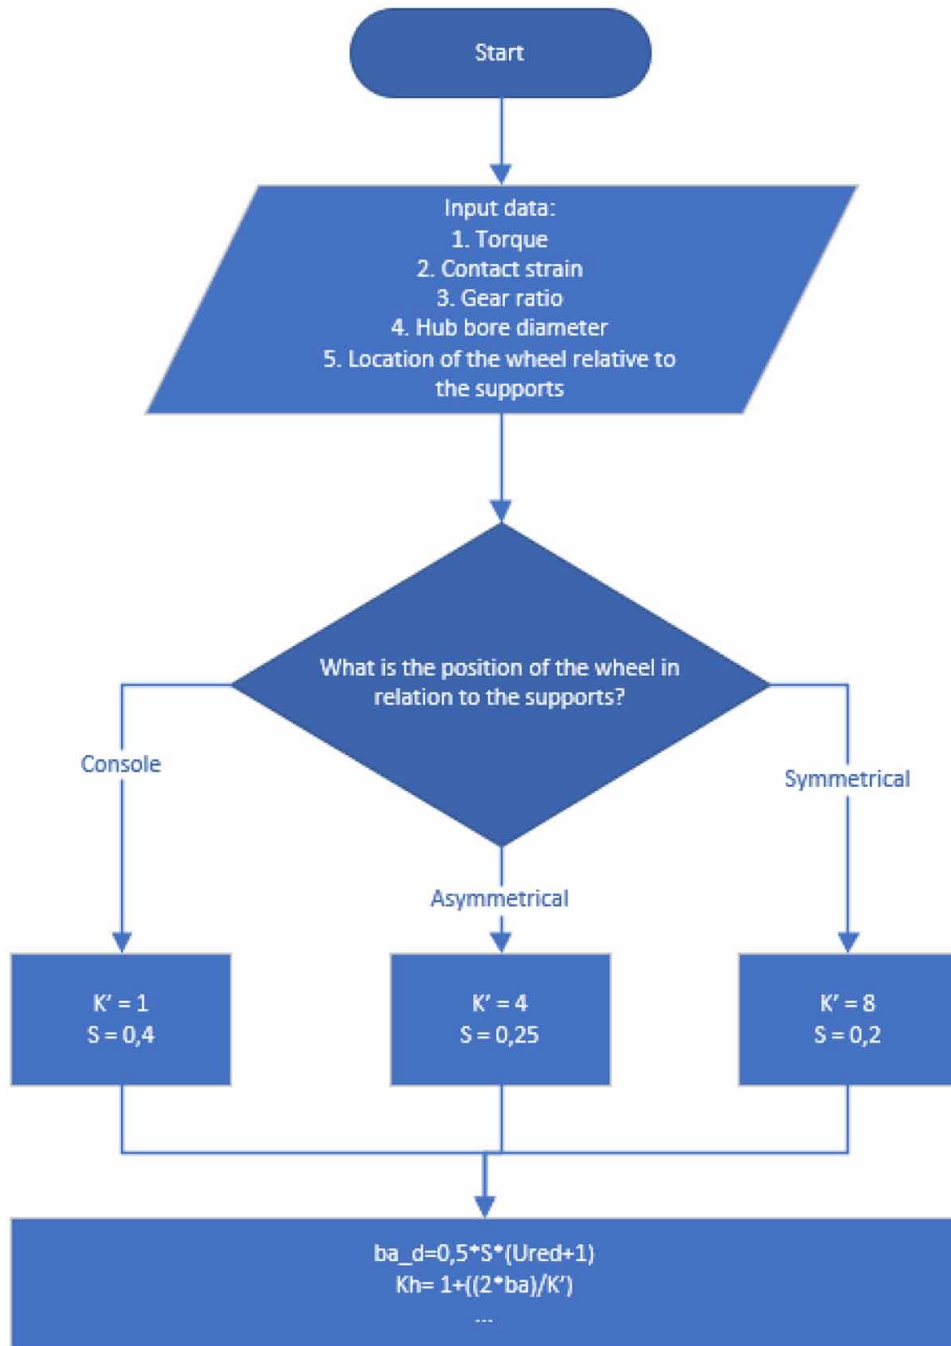 Start
Input data:
1. Torque
2. Contact strain
3. Gear ratio
4. Hub bore diameter
5. Location of the wheel relative to
the supports
What is the position of the wheel in
relation to the supports?
Console
Symmetrical
Asymmetrical
K' = 1
S = 0,4
K' = 4
S = 0,25
K' = 8
S = 0,2
ba_d=0,5*S*(Ured+1)
Kh= 1+((2*ba)/K')
...